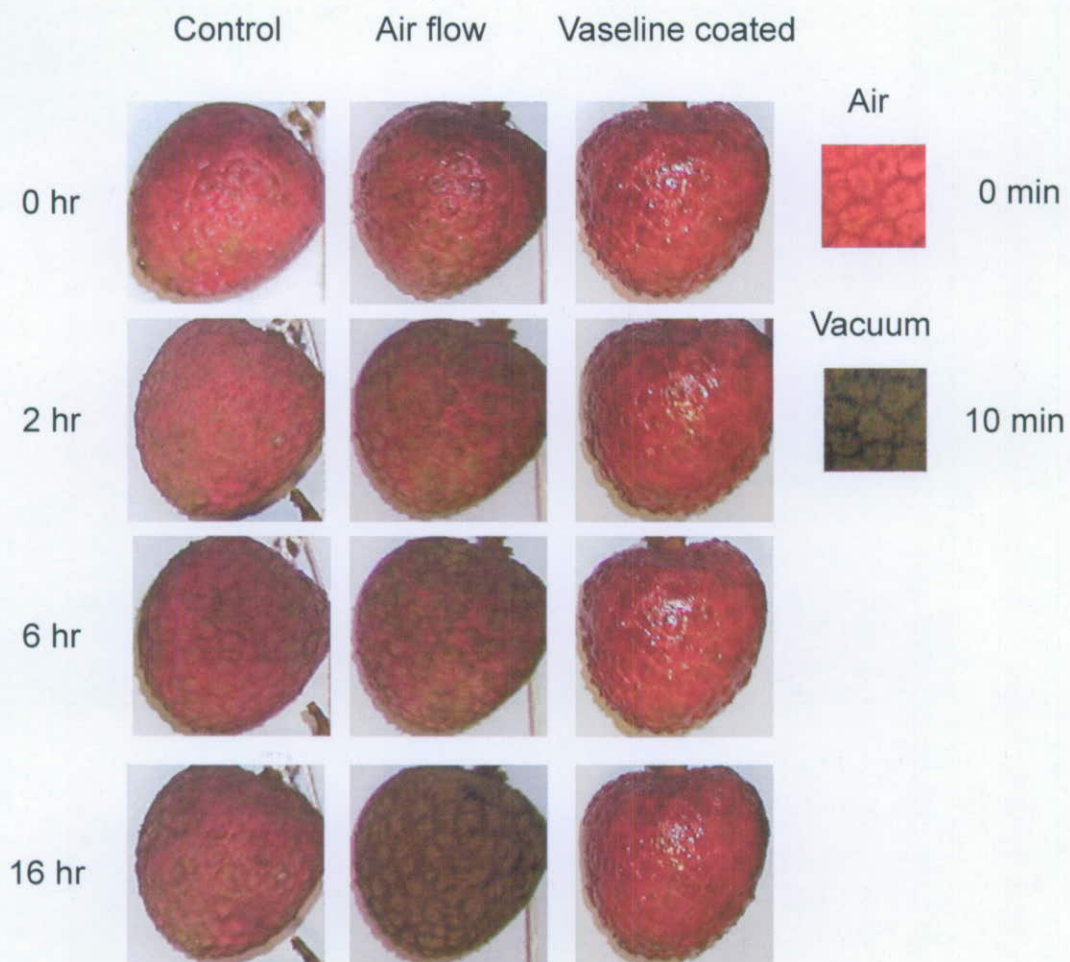 Control Air flow Vaseline coated
Air
0 hr
0 min
Vacuum
2 hr
10 min
6 hr
16 hr